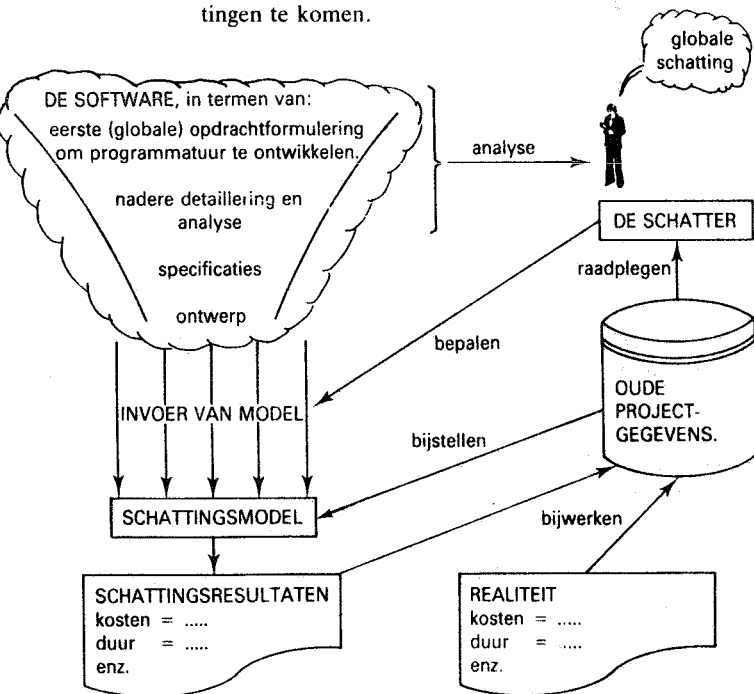 tingen te komen.
globale
schatting
DE SOFTWARE, in termen van:
eerste (globale) opdrachtformulering
om programmatuur te ontwikkelen.
nadere detaillering en
analyse
specificaties
ontwerp
analyse
DE SCHATTER
raadplegen
bepalen
INVOER VAN MODEL
OUDE
PROJECT-
GEGEVENS.
bijstellen
SCHATTINGSMODEL
bijwerken
SCHATTINGSRESULTATEN
kosten = .....
duur = .....
enz.
REALITEIT
kosten = .....
duur = .....
enz.